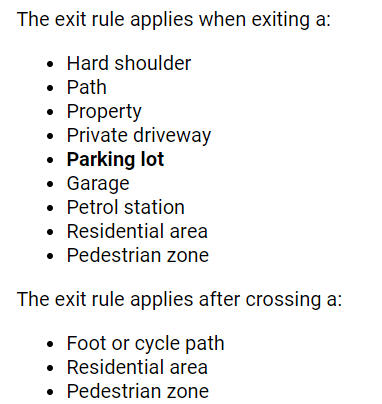 The exit rule applies when exiting a:
• Hard shoulder
• Path
• Property
• Private driveway
• Parking lot
• Garage
• Petrol station
• Residential area
• Pedestrian zone
The exit rule applies after crossing a:
• Foot or cycle path
• Residential area
• Pedestrian zone